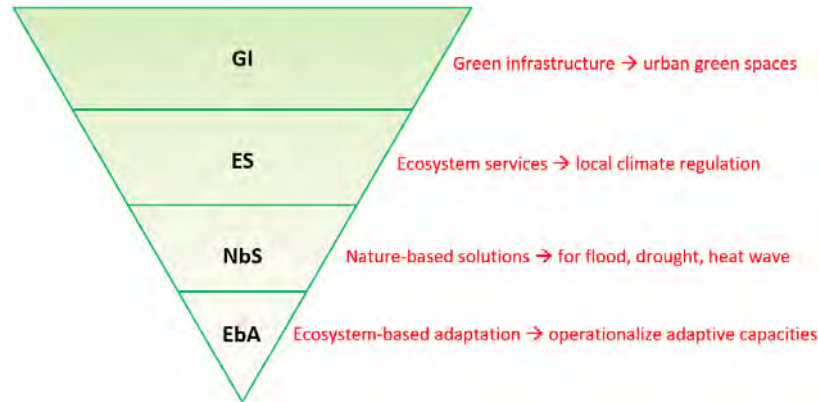 GI
Green infrastructure → urban green spaces
ES
Ecosystem services → local climate regulation
NbS
Nature-based solutions → for flood, drought, heat wave
EbA
Ecosystem-based adaptation → operationalize adaptive capacities